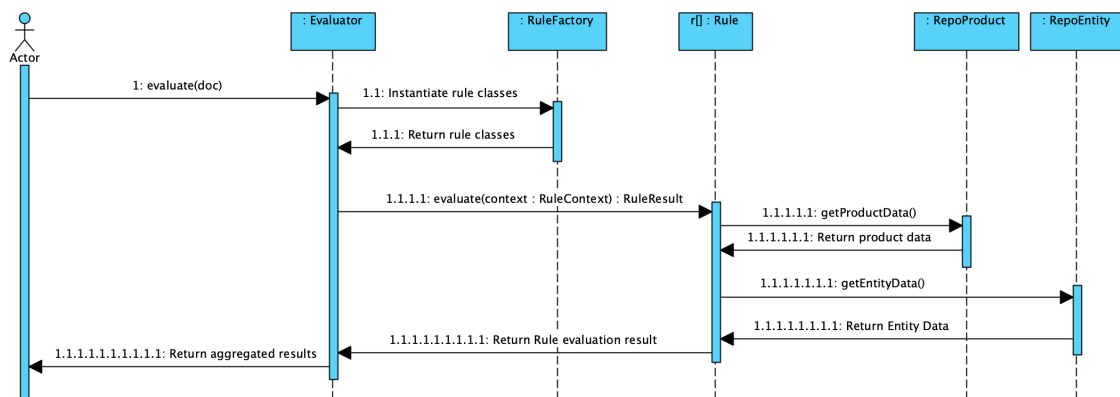 : Evaluator
: RuleFactory
r[] : Rule
: RepoProduct
: RepoEntity
Actor
1: evaluate(doc)
1.1: Instantiate rule classes
1.1.1: Return rule classes
1.1.1.1: evaluate(context : RuleContext) : RuleResult
1.1.1.1.1: getProductData()
1.1.1.1.1.1: Return product data
1.1.1.1.1.1.1: getEntityData()
1.1.1.1.1.1.1.1: Return Entity Data
1.1.1.1.1.1.1.1.1: Return Rule evaluation result
1.1.1.1.1.1.1.1.1.1: Return aggregated results